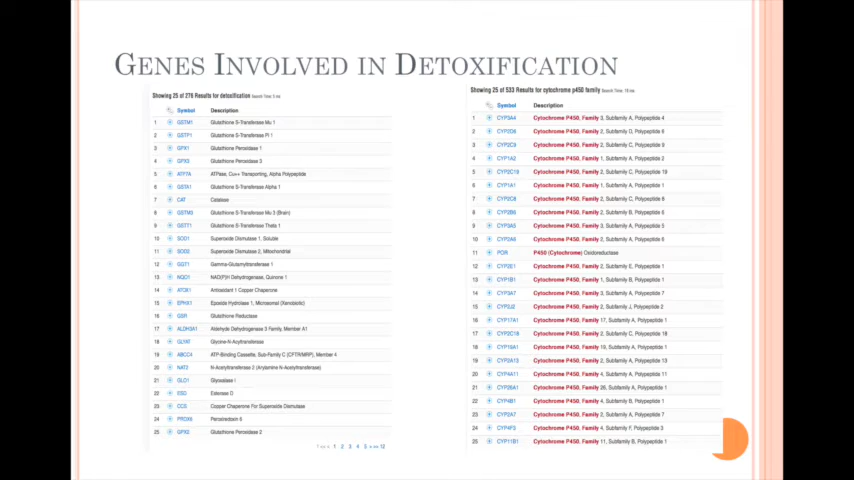 GENES INVOLVED IN DETOXIFICATION
Showing 25 of 276 Results for detoxification
Symbol Description
1 GSTM1 Glutathione S-Transferase Mu 1
2 GSTP1 Glutathione S-Transferase Pi 1
3 GPX1 Glutathione Peroxidase 1
4 GPX3 Glutathione Peroxidase 3
5 ATP7A ATPase, Cu++ Transporting, Alpha Polypeptide
6 GSTA1 Glutathione S-Transferase Alpha 1
7 CAT Catalase
8 GSTM3 Glutathione S-Transferase Mu 3 (Brain)
9 GSTT1 Glutathione S-Transferase Theta 1
10 SOD1 Superoxide Dismutase 1, Soluble
11 SOD2 Superoxide Dismutase 2, Mitochondrial
12 GGT1 Gamma-Glutamyltransferase 1
13 NQO1 NAD(P)H Dehydrogenase, Quinone 1
14 ATOX1 Antioxidant 1 Copper Chaperone
15 EPHX1 Epoxide Hydrolase 1, Microsomal (Xenobiotic)
16 GSR Glutathione Reductase
17 ALDH3A1 Aldehyde Dehydrogenase 3 Family, Member A1
18 GLYAT Glycine-N-Acyltransferase
19 ABCC4 ATP-Binding Cassette, Sub-Family C (CFTR/MRP), Member 4
20 NAT2 N-Acetyltransferase 2 (Arylamine N-Acetyltransferase)
21 GLO1 Glyoxalase I
22 ESD Esterase D
23 CCS Copper Chaperone For Superoxide Dismutase
24 PRDX6 Peroxiredoxin 6
25 GPX2 Glutathione Peroxidase 2
1 2 3 4 5 12
Showing 25 of 533 Results for cytochrome p450 family
Symbol Description
1 CYP3A4 Cytochrome P450, Family 3, Subfamily A, Polypeptide 4
2 CYP2D6 Cytochrome P450, Family 2, Subfamily D, Polypeptide 6
3 CYP2C9 Cytochrome P450, Family 2, Subfamily C, Polypeptide 9
4 CYP1A2 Cytochrome P450, Family 1, Subfamily A, Polypeptide 2
5 CYP2C19 Cytochrome P450, Family 2, Subfamily C, Polypeptide 19
6 CYP1A1 Cytochrome P450, Family 1, Subfamily A, Polypeptide 1
7 CYP2C8 Cytochrome P450, Family 2, Subfamily C, Polypeptide 8
8 CYP2B6 Cytochrome P450, Family 2, Subfamily B, Polypeptide 6
9 CYP3A5 Cytochrome P450, Family 3, Subfamily A, Polypeptide 5
10 CYP2A6 Cytochrome P450, Family 2, Subfamily A, Polypeptide 6
11 POR P450 (Cytochrome) Oxidoreductase
12 CYP2E1 Cytochrome P450, Family 2, Subfamily E, Polypeptide 1
13 CYP1B1 Cytochrome P450, Family 1, Subfamily B, Polypeptide 1
14 CYP3A7 Cytochrome P450, Family 3, Subfamily A, Polypeptide 7
15 CYP2J2 Cytochrome P450, Family 2, Subfamily J, Polypeptide 2
16 CYP17A1 Cytochrome P450, Family 17, Subfamily A, Polypeptide 1
17 CYP2C18 Cytochrome P450, Family 2, Subfamily C, Polypeptide 18
18 CYP19A1 Cytochrome P450, Family 19, Subfamily A, Polypeptide 1
19 CYP2A13 Cytochrome P450, Family 2, Subfamily A, Polypeptide 13
20 CYP4A11 Cytochrome P450, Family 4, Subfamily A, Polypeptide 11
21 CYP26A1 Cytochrome P450, Family 26, Subfamily A, Polypeptide 1
22 CYP4B1 Cytochrome P450, Family 4, Subfamily B, Polypeptide 1
23 CYP2A7 Cytochrome P450, Family 2, Subfamily A, Polypeptide 7
24 CYP4F3 Cytochrome P450, Family 4, Subfamily F, Polypeptide 3
25 CYP11B1 Cytochrome P450, Family 11, Subfamily B, Polypeptide 1